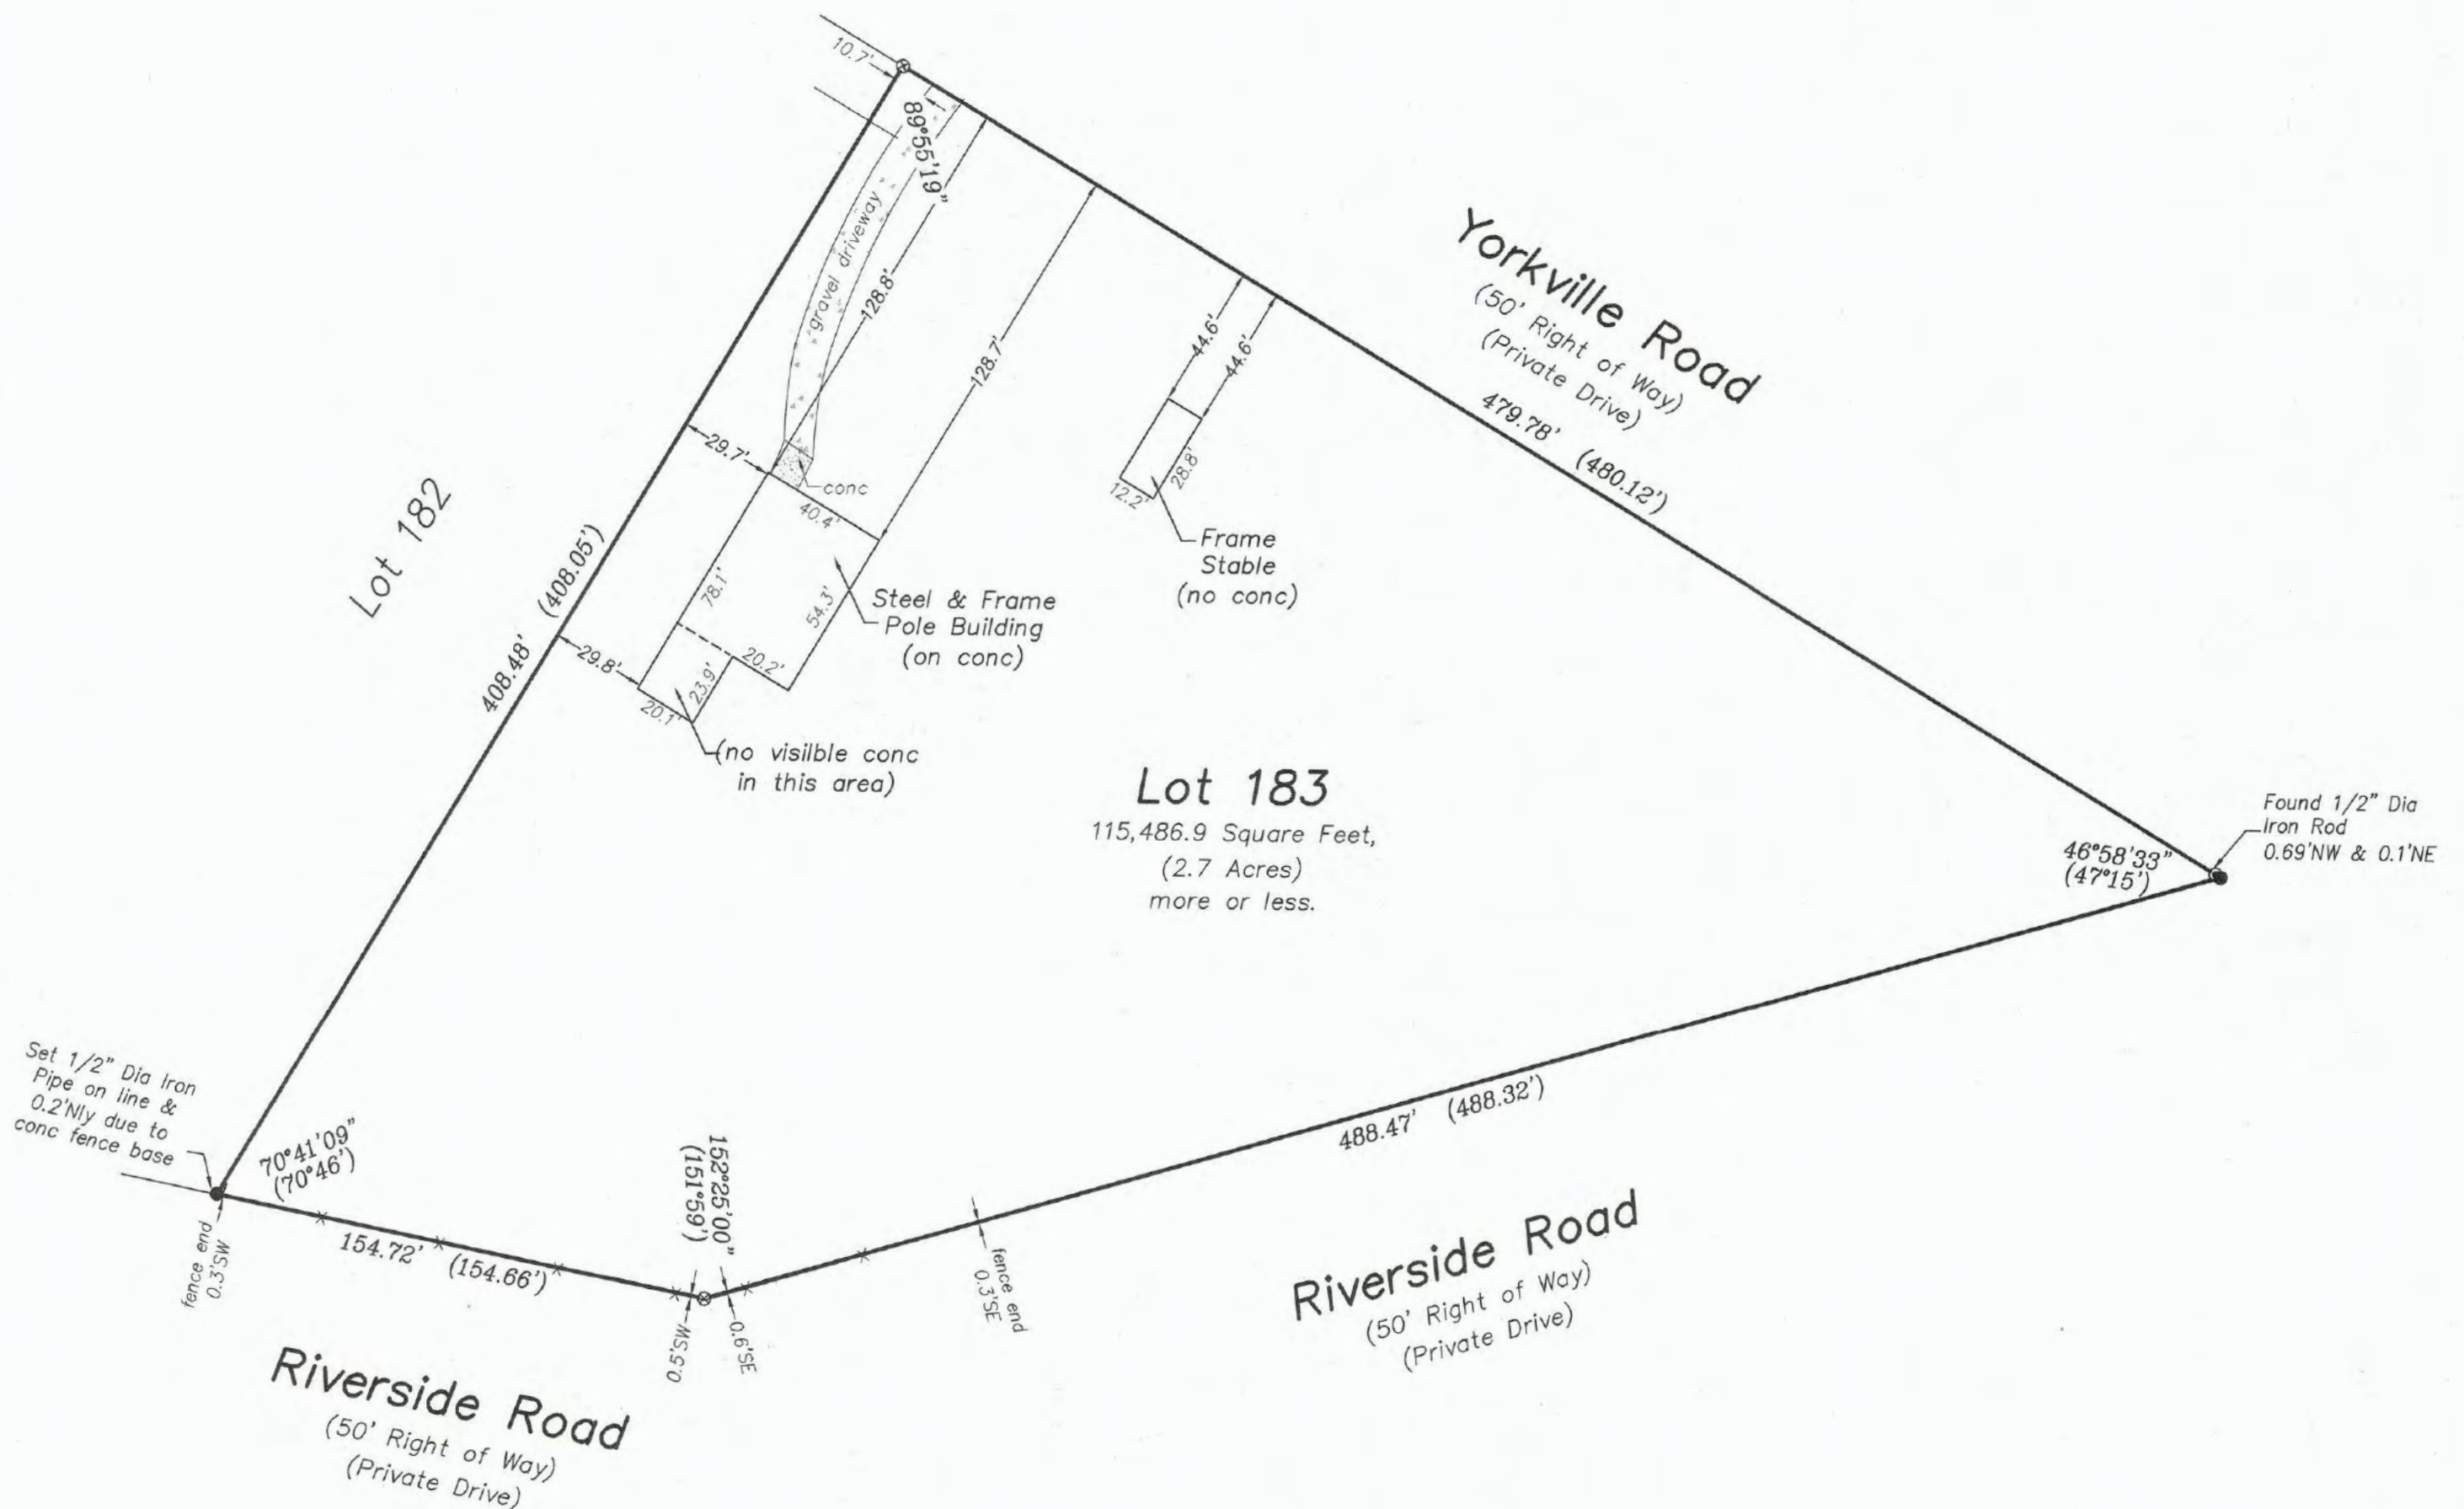 10.7'
89°55'19"
gravel driveway
128.8'
128.7'
44.6'
44.6'
28.8'
12.2'
Frame
Stable
(no conc)
Yorkville Road
(50' Right of Way)
(Private Drive)
479.78' (480.12')
Lot 182
408.48' (408.05')
29.7'
conc
40.4'
78.1'
54.3'
Steel & Frame
Pole Building
(on conc)
29.8'
20.2'
23.9'
20.1'
(no visilble conc
in this area)
Lot 183
115,486.9 Square Feet,
(2.7 Acres)
more or less.
Found 1/2" Dia
Iron Rod
0.69'NW & 0.1'NE
46°58'33"
(47°15')
Set 1/2" Dia Iron
Pipe on line &
0.2'Nly due to
conc fence base
70°41'09"
(70°46')
fence end
0.3'SW
154.72' (154.66')
152°25'00"
(151°59')
0.5'SW
0.6'SE
fence end
0.3'SE
488.47' (488.32')
Riverside Road
(50' Right of Way)
(Private Drive)
Riverside Road
(50' Right of Way)
(Private Drive)